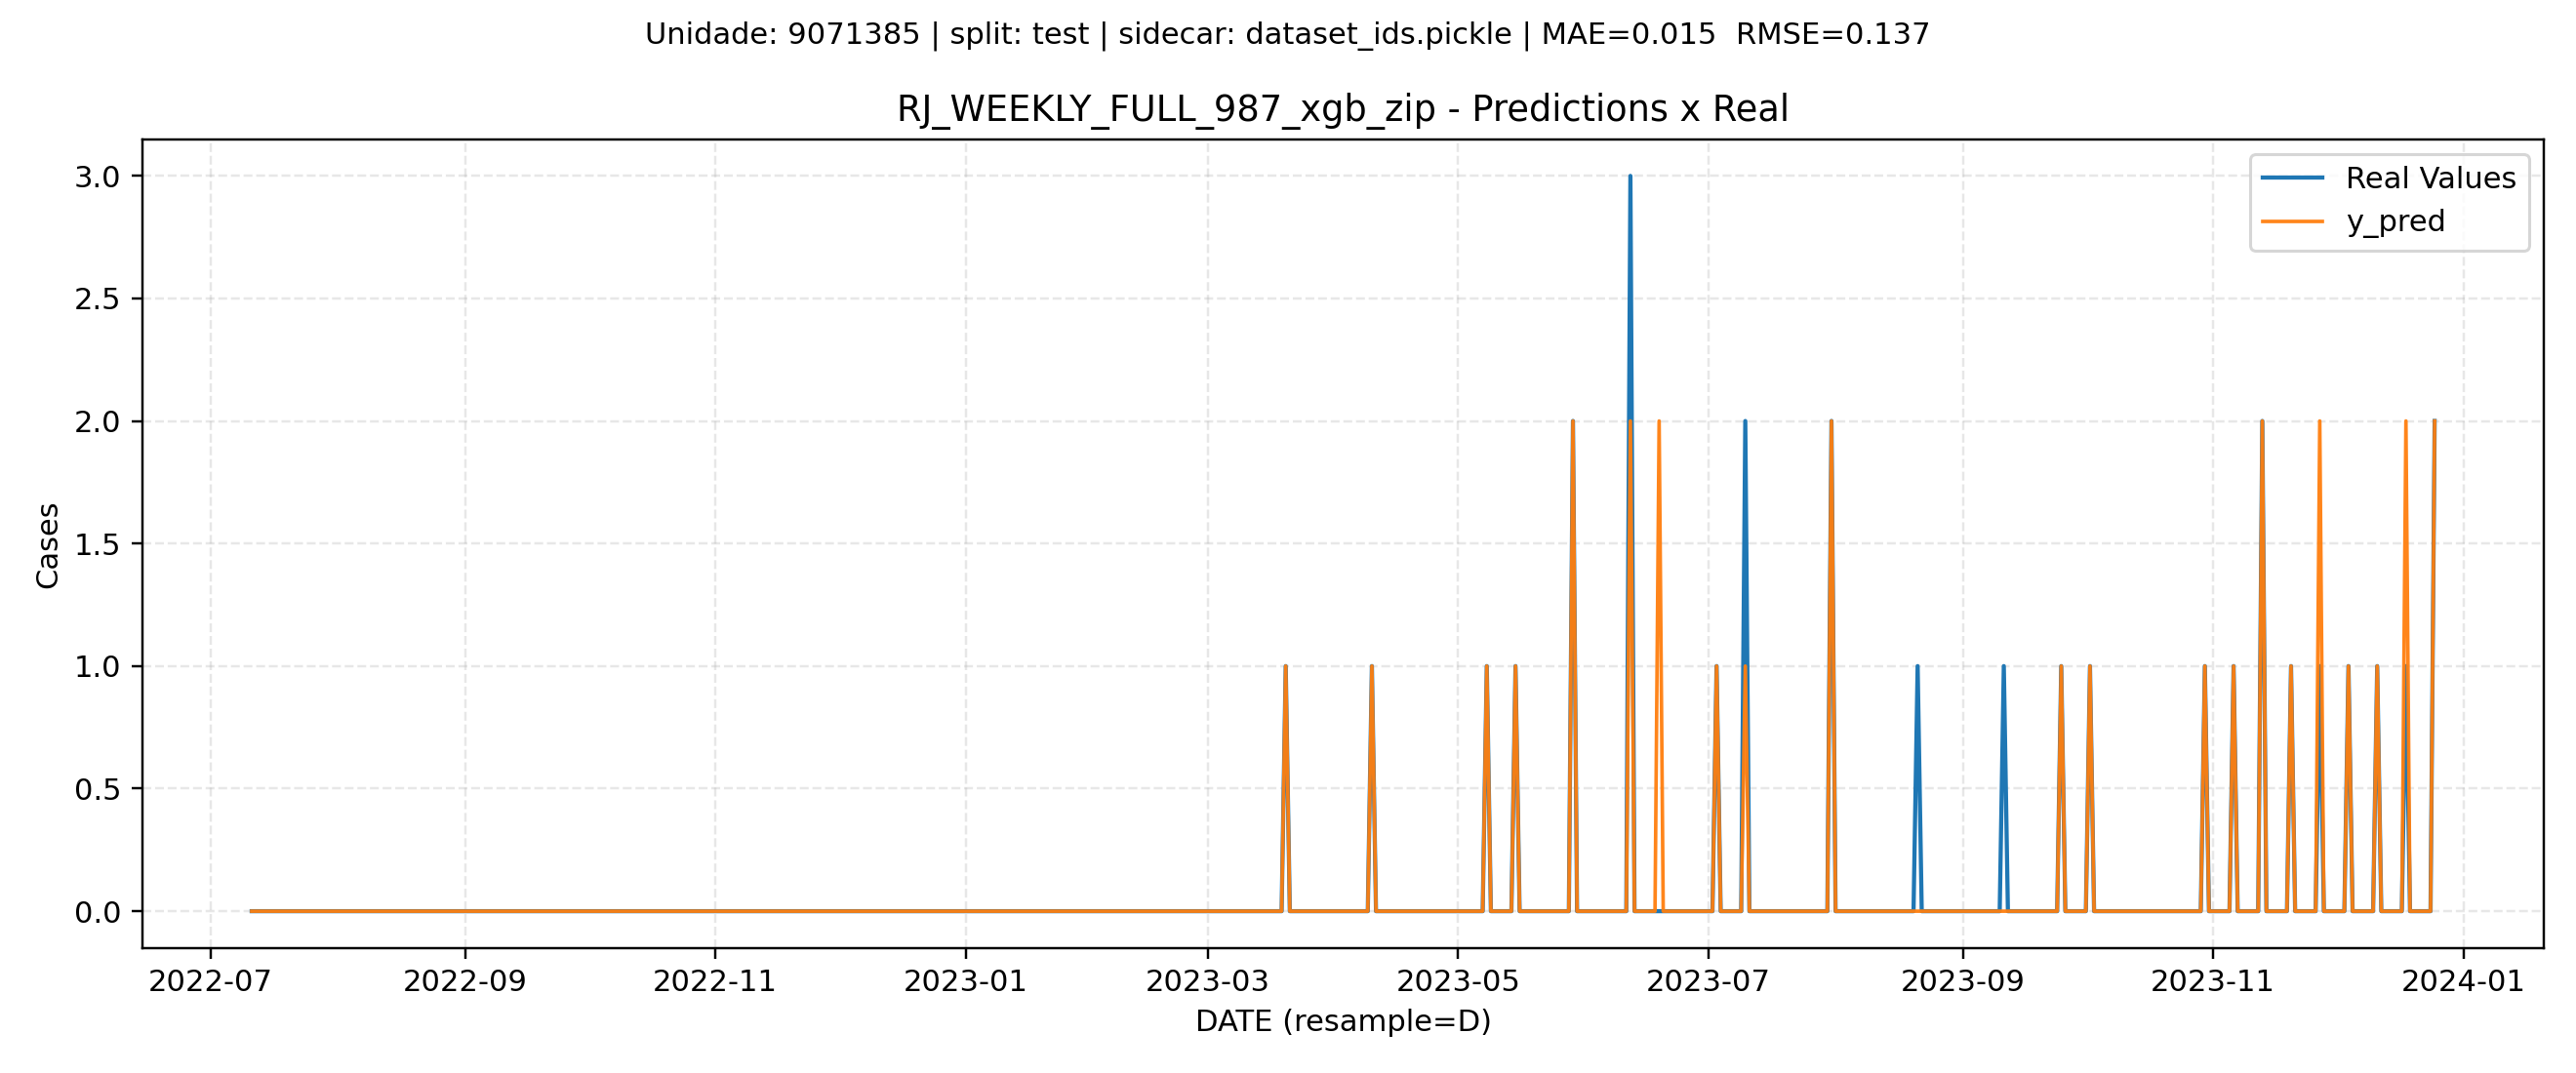 Unidade: 9071385 | split: test | sidecar: dataset_ids.pickle | MAE=0.015  RMSE=0.137
RJ_WEEKLY_FULL_987_xgb_zip - Predictions x Real
Real Values
y_pred
Cases
3.0
2.5
2.0
1.5
1.0
0.5
0.0
2022-07 2022-09 2022-11 2023-01 2023-03 2023-05 2023-07 2023-09 2023-11 2024-01
DATE (resample=D)